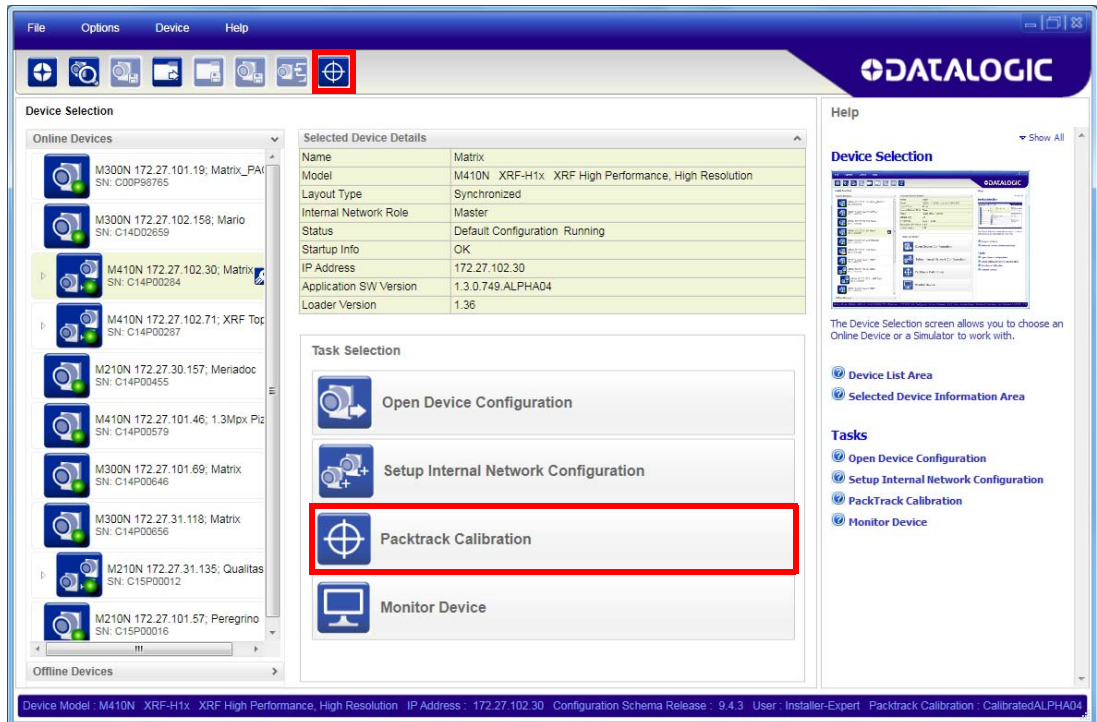 File Options Device Help
DATALOGIC
Device Selection
Online Devices
M300N 172.27.101.19; Matrix_PA
SN: C00P98765
M300N 172.27.102.158; Mario
SN: C14D02659
M410N 172.27.102.30; Matrix
SN: C14P00284
M410N 172.27.102.71; XRF Top
SN: C14P00287
M210N 172.27.30.157; Meriadoc
SN: C14P00455
M410N 172.27.101.46; 1.3Mpx Piz
SN: C14P00579
M300N 172.27.101.69; Matrix
SN: C14P00646
M300N 172.27.31.118; Matrix
SN: C14P00656
M210N 172.27.31.135; Qualitas
SN: C15P00012
M210N 172.27.101.57; Peregrino
SN: C15P00016
Offline Devices
Selected Device Details
Name Matrix
Model M410N XRF-H1x XRF High Performance, High Resolution
Layout Type Synchronized
Internal Network Role Master
Status Default Configuration Running
Startup Info OK
IP Address 172.27.102.30
Application SW Version 1.3.0.749.ALPHA04
Loader Version 1.36
Task Selection
Open Device Configuration
Setup Internal Network Configuration
Packtrack Calibration
Monitor Device
Help
Show All
Device Selection
The Device Selection screen allows you to choose an
Online Device or a Simulator to work with.
Device List Area
Selected Device Information Area
Tasks
Open Device Configuration
Setup Internal Network Configuration
PackTrack Calibration
Monitor Device
Device Model : M410N XRF-H1x XRF High Performance, High Resolution IP Address : 172.27.102.30 Configuration Schema Release : 9.4.3 User : Installer-Expert Packtrack Calibration : CalibratedALPHA04